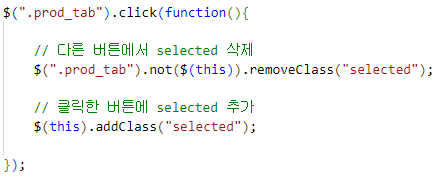 $(".prod_tab").click(function(){
// 다른 버튼에서 selected 삭제
$(".prod_tab").not($(this)).removeClass("selected");
// 클릭한 버튼에 selected 추가
$(this).addClass("selected");
});